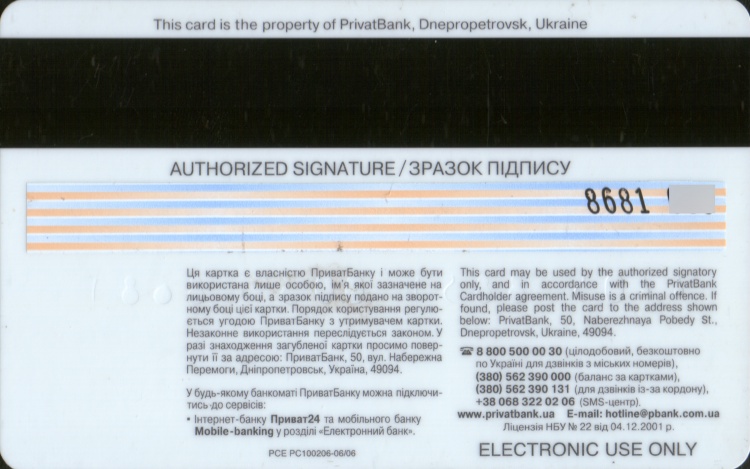 This card is the property of PrivatBank, Dnepropetrovsk, Ukraine
AUTHORIZED SIGNATURE / ЗРАЗОК ПІДПИСУ
8681
Ця картка є власністю ПриватБанку і може бути
використана лише особою, ім'я якої зазначене на
лицьовому боці, а зразок підпису подано на зворот-
ному боці цієї картки. Порядок користування регулю-
ється угодою ПриватБанку з утримувачем картки.
Незаконне використання переслідується законом. У
разі знаходження загубленої картки просимо повер-
нути її за адресою: ПриватБанк, 50, вул. Набережна
Перемоги, Дніпропетровськ, Україна, 49094.
У будь-якому банкоматі ПриватБанку можна підключи-
тись до сервісів:
• Інтернет-банку Приват24 та мобільного банку
Mobile-banking у розділі «Електронний банк».
PCE PC100206-06/06
This card may be used by the authorized signatory
only, and in accordance with the PrivatBank
Cardholder agreement. Misuse is a criminal offence. If
found, please post the card to the address shown
below: PrivatBank, 50, Naberezhnaya Pobedy St.,
Dnepropetrovsk, Ukraine, 49094.
☎ 8 800 500 00 30 (цілодобовий, безкоштовно
по Україні для дзвінків з міських номерів),
(380) 562 390 000 (баланс за картками),
(380) 562 390 131 (для дзвінків із-за кордону),
+38 068 322 02 06 (SMS-центр).
www.privatbank.ua E-mail: hotline@pbank.com.ua
Ліцензія НБУ № 22 від 04.12.2001 р.
ELECTRONIC USE ONLY